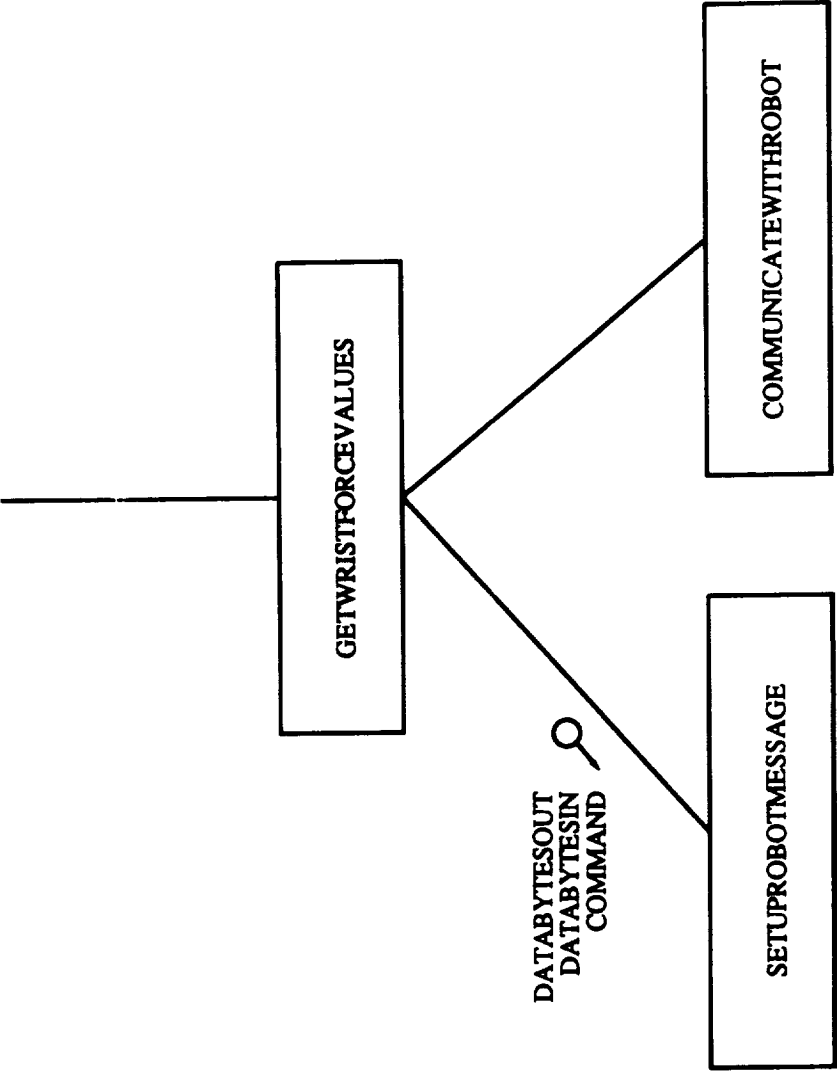 GETWRISTFORCEVALUES
DATABYTESOUT
DATABYTESIN
COMMAND
SETUPROBOTMESSAGE
COMMUNICATEWITHROBOT